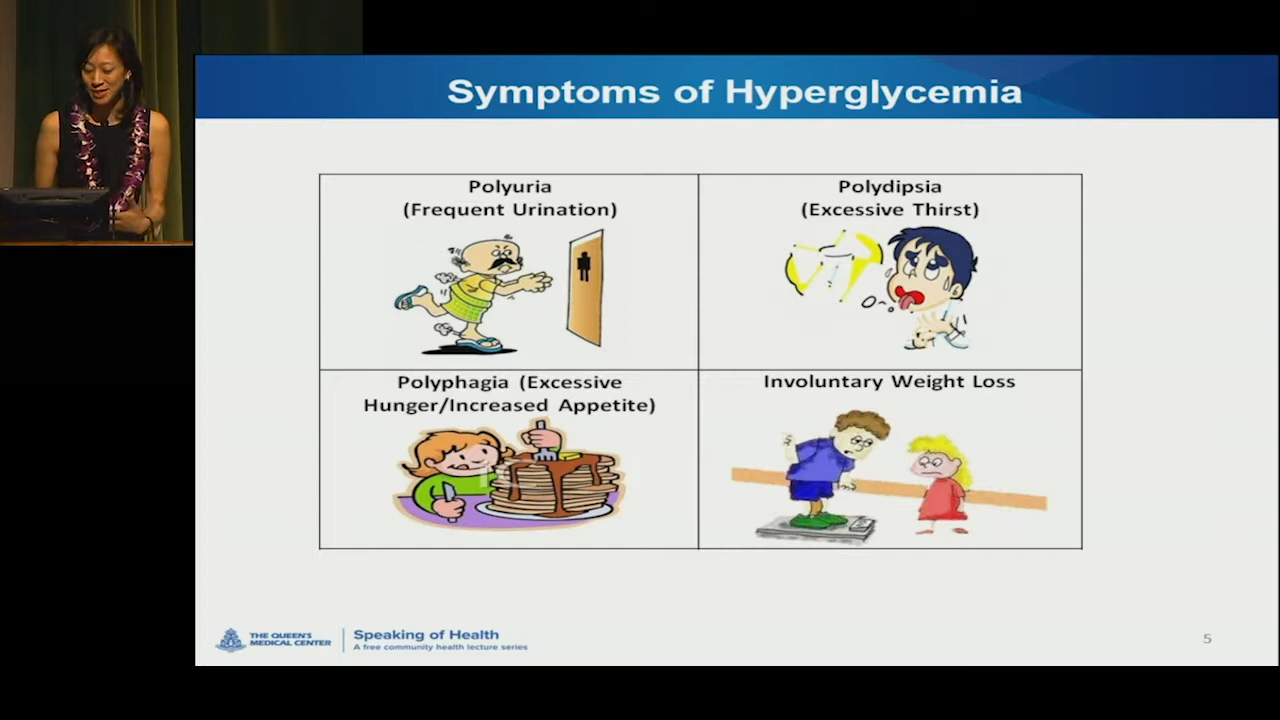 Symptoms of Hyperglycemia
Polyuria
(Frequent Urination)
Polydipsia
(Excessive Thirst)
Polyphagia (Excessive
Hunger/Increased Appetite)
Involuntary Weight Loss
THE QUEEN'S
MEDICAL CENTER
Speaking of Health
A free community health lecture series
5